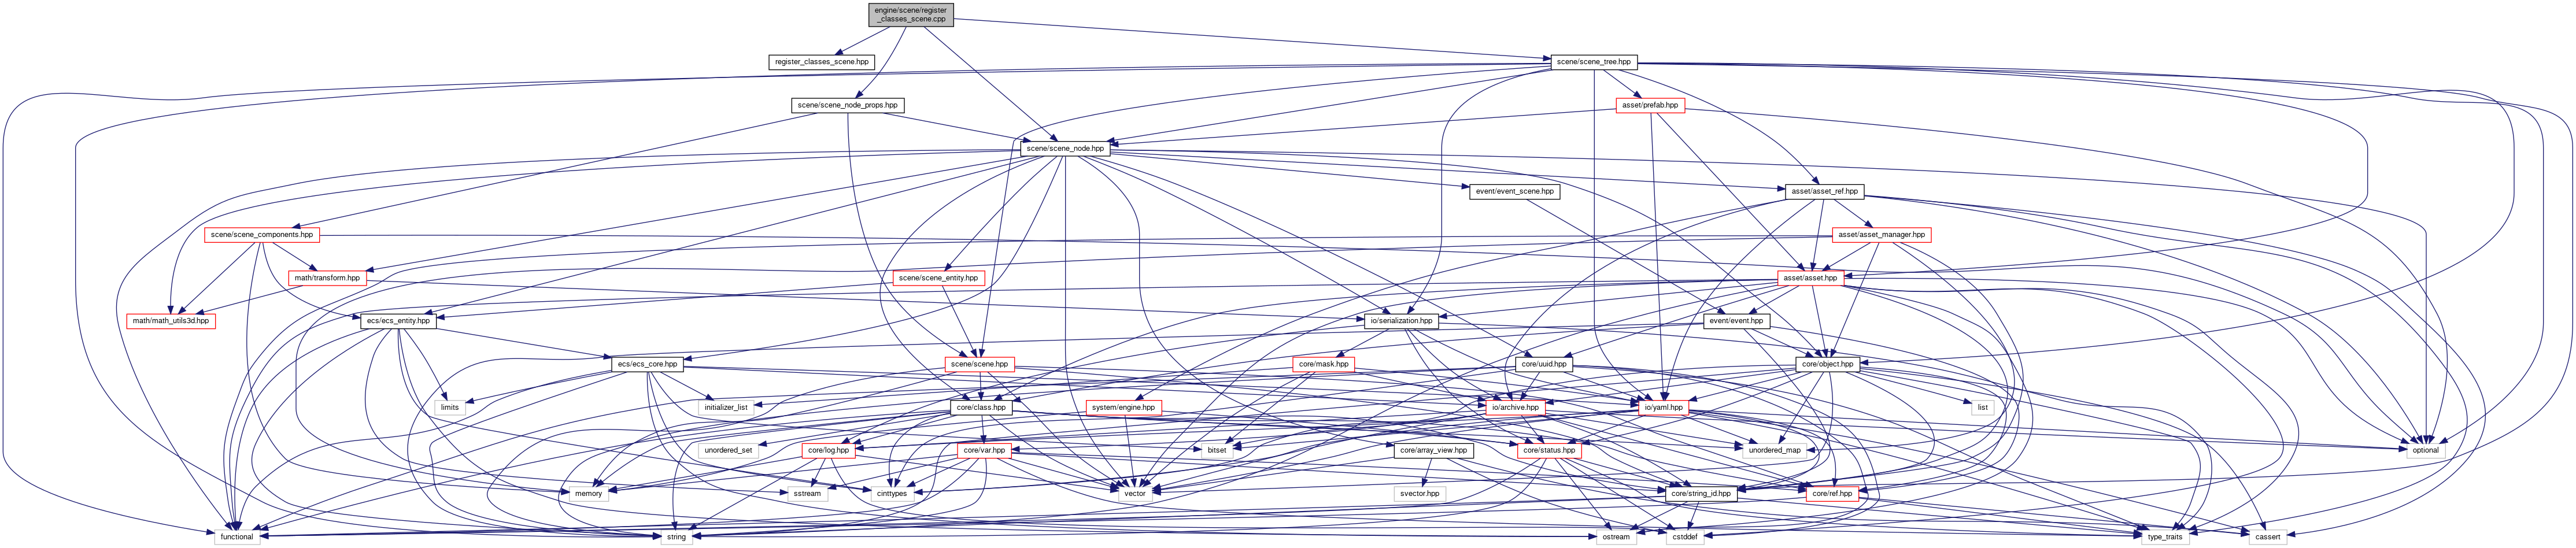 engine/scene/register
_classes_scene.cpp
register_classes_scene.hpp
scene/scene_tree.hpp
scene/scene_node_props.hpp
asset/prefab.hpp
scene/scene_node.hpp
event/event_scene.hpp
asset/asset_ref.hpp
scene/scene_components.hpp
asset/asset_manager.hpp
math/transform.hpp
scene/scene_entity.hpp
asset/asset.hpp
math/math_utils3d.hpp
ecs/ecs_entity.hpp
io/serialization.hpp
event/event.hpp
ecs/ecs_core.hpp
scene/scene.hpp
core/mask.hpp
core/uuid.hpp
core/object.hpp
limits
initializer_list
core/class.hpp
system/engine.hpp
io/archive.hpp
io/yaml.hpp
list
unordered_set
core/log.hpp
core/var.hpp
bitset
core/array_view.hpp
core/status.hpp
unordered_map
optional
memory
sstream
cinttypes
vector
svector.hpp
core/string_id.hpp
core/ref.hpp
functional
string
ostream
cstddef
type_traits
cassert